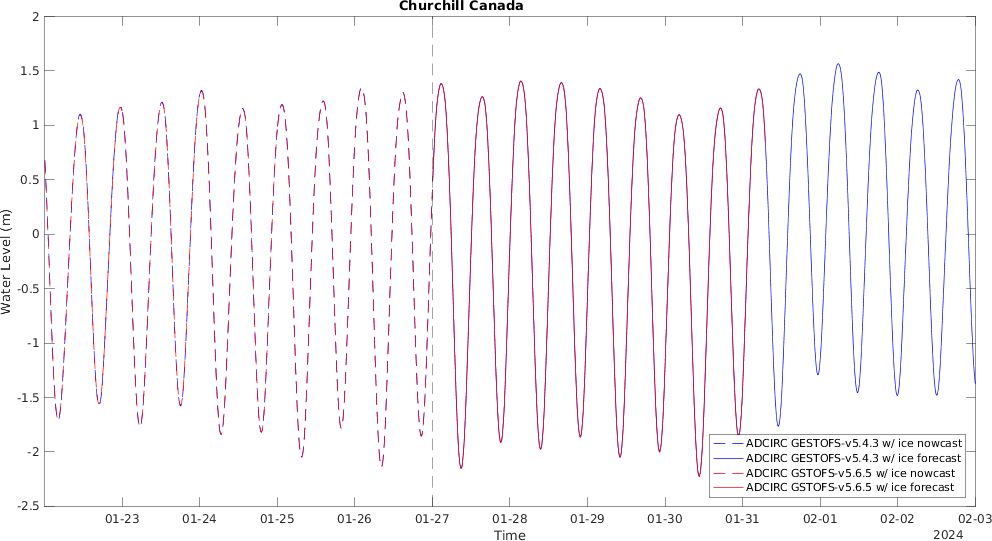 Churchill Canada
2
1.5
1
0.5
0
-0.5
-1
-1.5
-2
-2.5
Water Level (m)
ADCIRC GESTOFS-v5.4.3 w/ ice nowcast
ADCIRC GESTOFS-v5.4.3 w/ ice forecast
ADCIRC GSTOFS-v5.6.5 w/ ice nowcast
ADCIRC GSTOFS-v5.6.5 w/ ice forecast
01-23 01-24 01-25 01-26 01-27 01-28 01-29 01-30 01-31 02-01 02-02 02-03
Time
2024